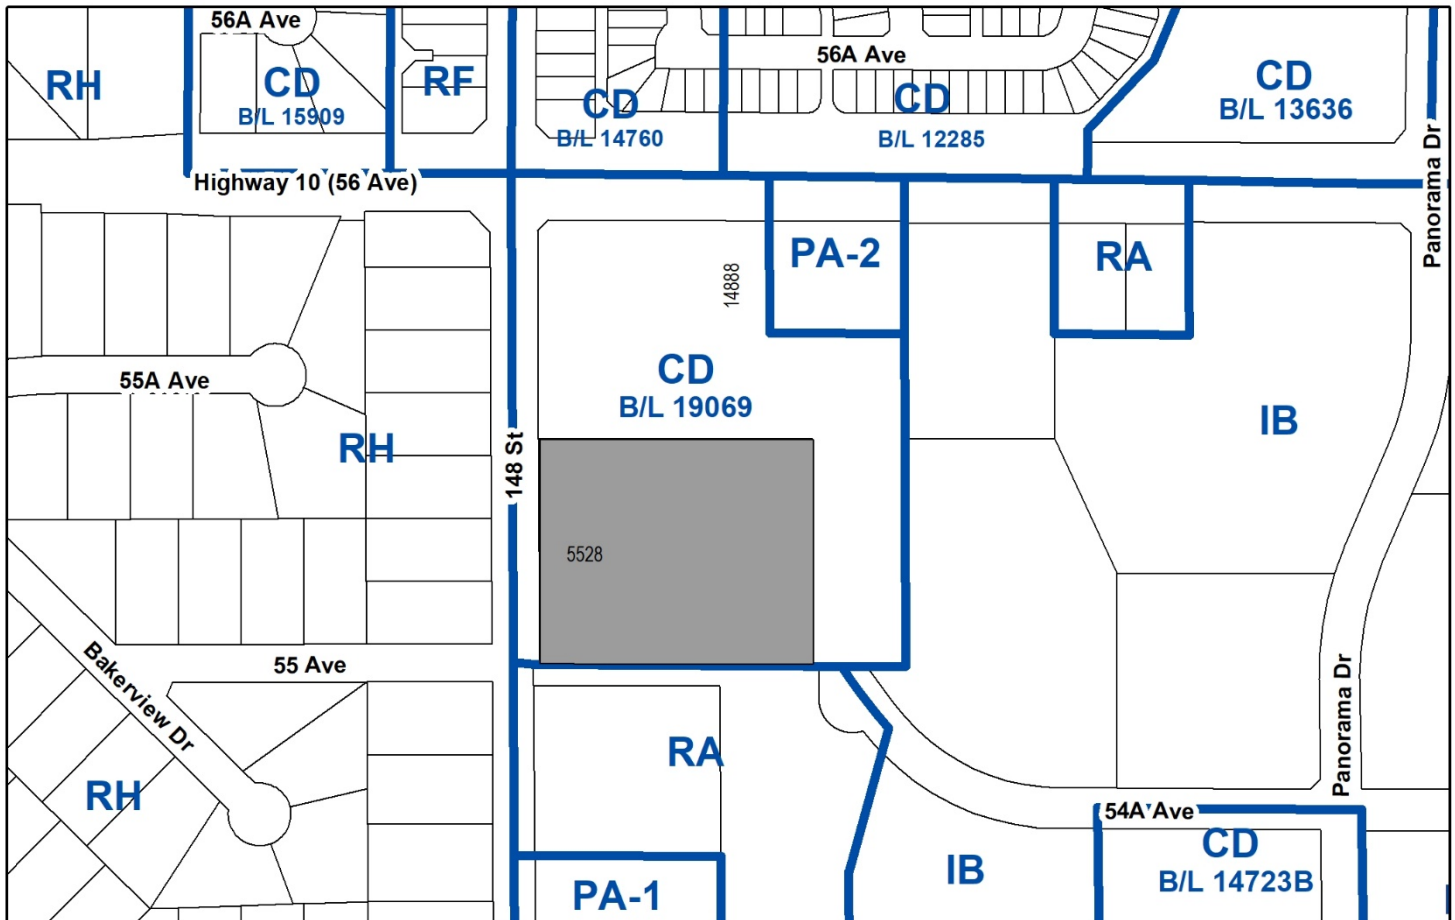 56A Ave
RH
CD
B/L 15909
RF
CD
B/L 14760
56A Ave
CD
B/L 12285
CD
B/L 13636
Panorama Dr
Highway 10 (56 Ave)
14888
PA-2
RA
55A Ave
RH
148 St
CD
B/L 19069
IB
5528
Bakerview Dr
55 Ave
RA
Panorama Dr
RH
54A Ave
PA-1
IB
CD
B/L 14723B